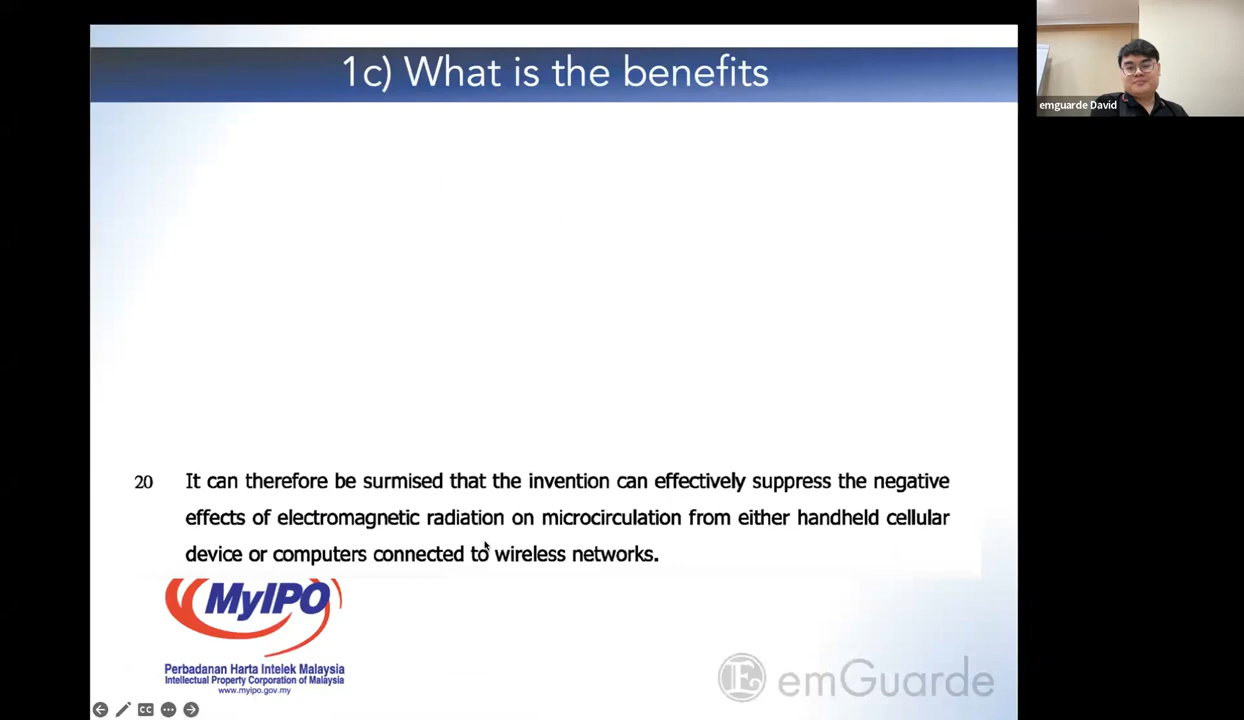 1c) What is the benefits
emguarde David
20 It can therefore be surmised that the invention can effectively suppress the negative
effects of electromagnetic radiation on microcirculation from either handheld cellular
device or computers connected to wireless networks.
MyIPO
Perbadanan Harta Intelek Malaysia
Intellectual Property Corporation of Malaysia
www.myipo.gov.my
E emGuarde
CC